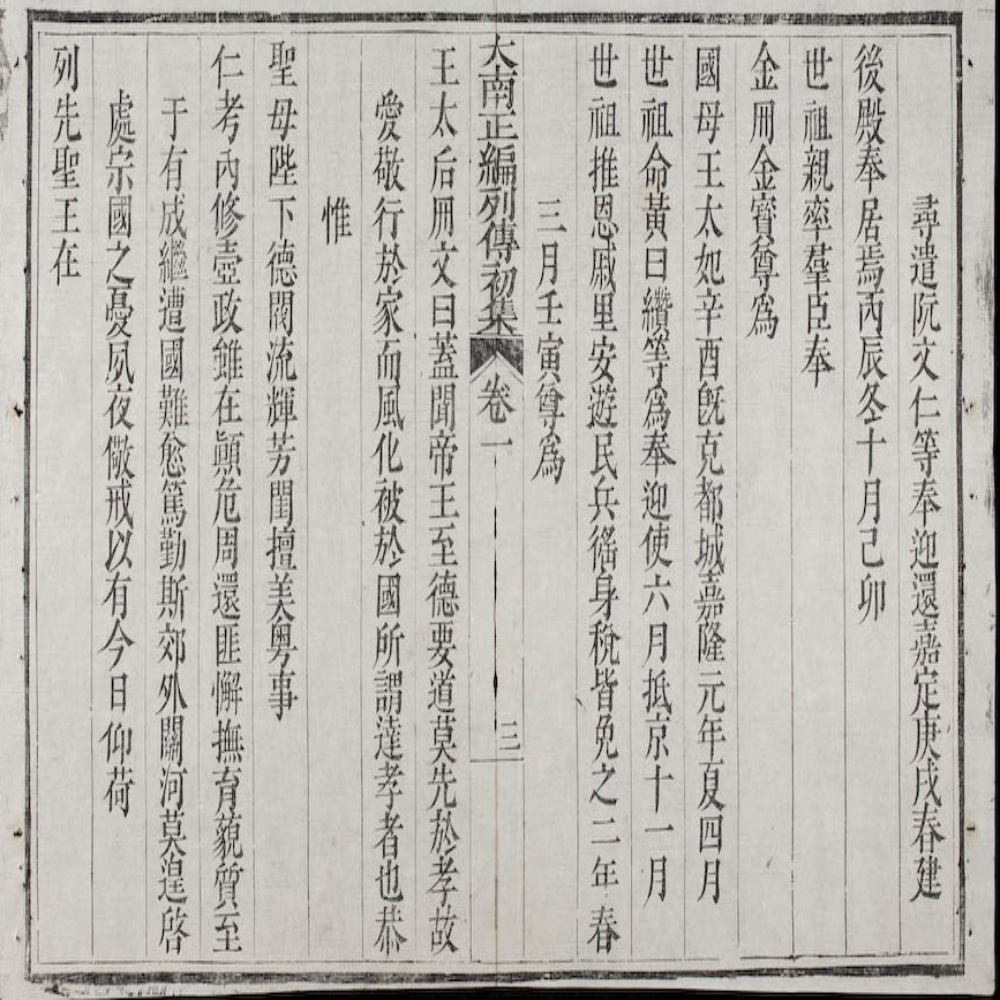 尋遣阮文仁等奉迎還嘉定庚戌春建
後殿奉居焉丙辰冬十月己卯
世祖親率羣臣奉
金冊金寶尊爲
國母王太妃辛酉旣克都城嘉隆元年夏四月
世祖命黃曰纘等爲奉迎使六月抵京十一月
世祖推恩戚里安遊民兵徭身稅皆免之二年春
三月壬寅尊爲
大南正編列傳初集 卷一 三
王太后冊文曰蓋聞帝王至德要道莫先於孝故
愛敬行於家而風化被於國所謂達孝者也恭
惟
聖母陛下德閥流輝芳閨擅美粵事
仁考內修壼政雖在顚危周還匪懈撫育藐質至
于有成繼遭國難愈篤勤斯郊外關河莫遑啓
處宗國之憂夙夜儆戒以有今日仰荷
列先聖王在